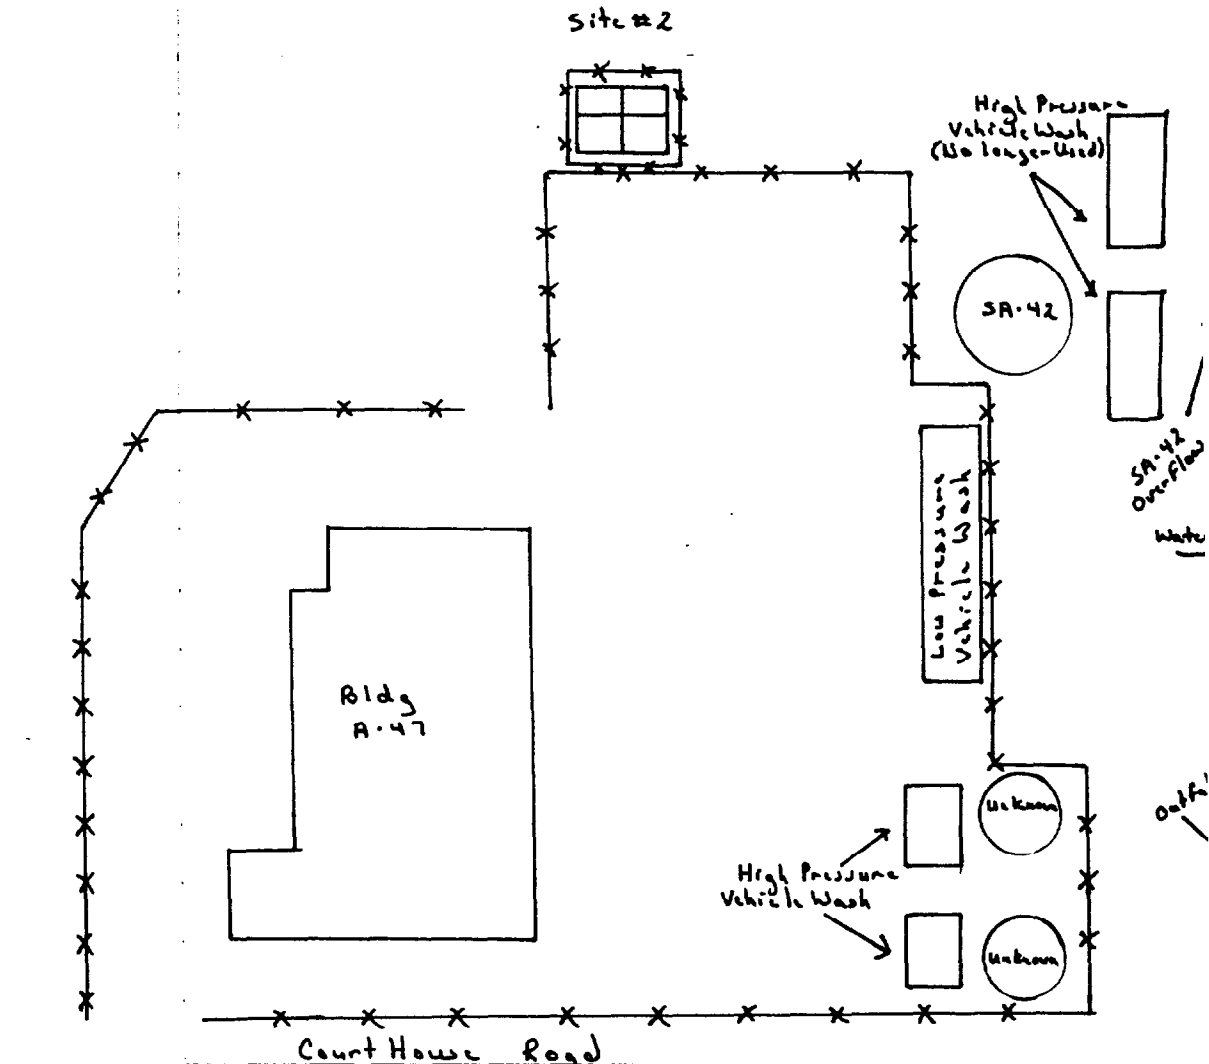 Site #2
High Pressure
Vehicle Wash
(No longer Used)
SA-42
SA-42
Overflow
Low Pressure
Vehicle Wash
Bldg
A-47
Unknown
High Pressure
Vehicle Wash
Unknown
Court House Road